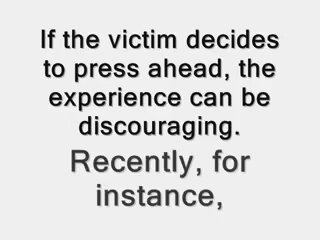 If the victim decides
to press ahead, the
experience can be
discouraging.
Recently, for
instance,